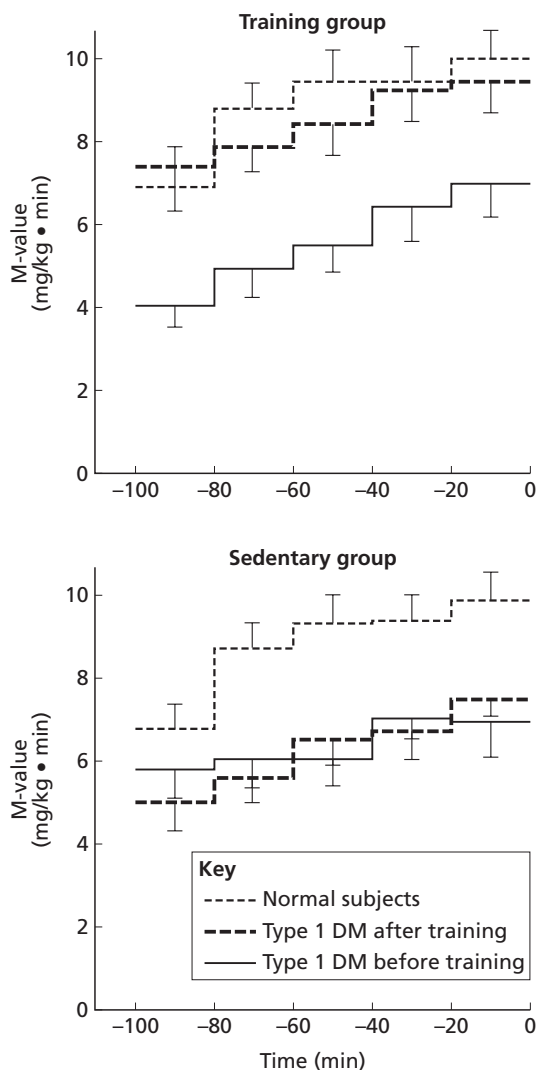 Training group
10
8
6
4
2
0
M-value
(mg/kg • min)
–100 –80 –60 –40 –20 0
Sedentary group
10
8
6
4
2
0
M-value
(mg/kg • min)
Key
Normal subjects
Type 1 DM after training
Type 1 DM before training
–100 –80 –60 –40 –20 0
Time (min)